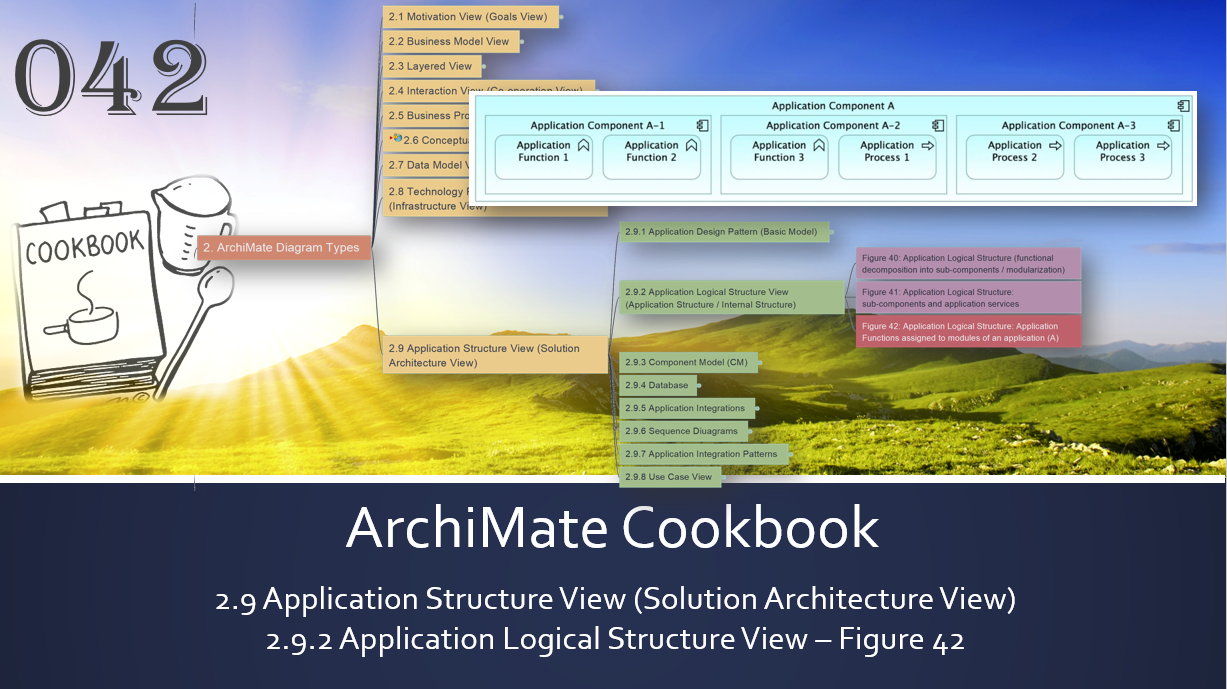 042
COOKBOOK
2. ArchiMate Diagram Types
2.1 Motivation View (Goals View)
2.2 Business Model View
2.3 Layered View
2.4 Interaction View (Co-operation View)
2.5 Business Pro
2.6 Conceptu
2.7 Data Model V
2.8 Technology
(Infrastructure View)
Application Component A
Application Component A-1
Application
Function 1
Application
Function 2
Application Component A-2
Application
Function 3
Application
Process 1
Application Component A-3
Application
Process 2
Application
Process 3
2.9 Application Structure View (Solution
Architecture View)
2.9.1 Application Design Pattern (Basic Model)
2.9.2 Application Logical Structure View
(Application Structure / Internal Structure)
Figure 40: Application Logical Structure (functional
decomposition into sub-components / modularization)
Figure 41: Application Logical Structure:
sub-components and application services
Figure 42: Application Logical Structure: Application
Functions assigned to modules of an application (A)
2.9.3 Component Model (CM)
2.9.4 Database
2.9.5 Application Integrations
2.9.6 Sequence Diuagrams
2.9.7 Application Integration Patterns
2.9.8 Use Case View
ArchiMate Cookbook
2.9 Application Structure View (Solution Architecture View)
2.9.2 Application Logical Structure View – Figure 42